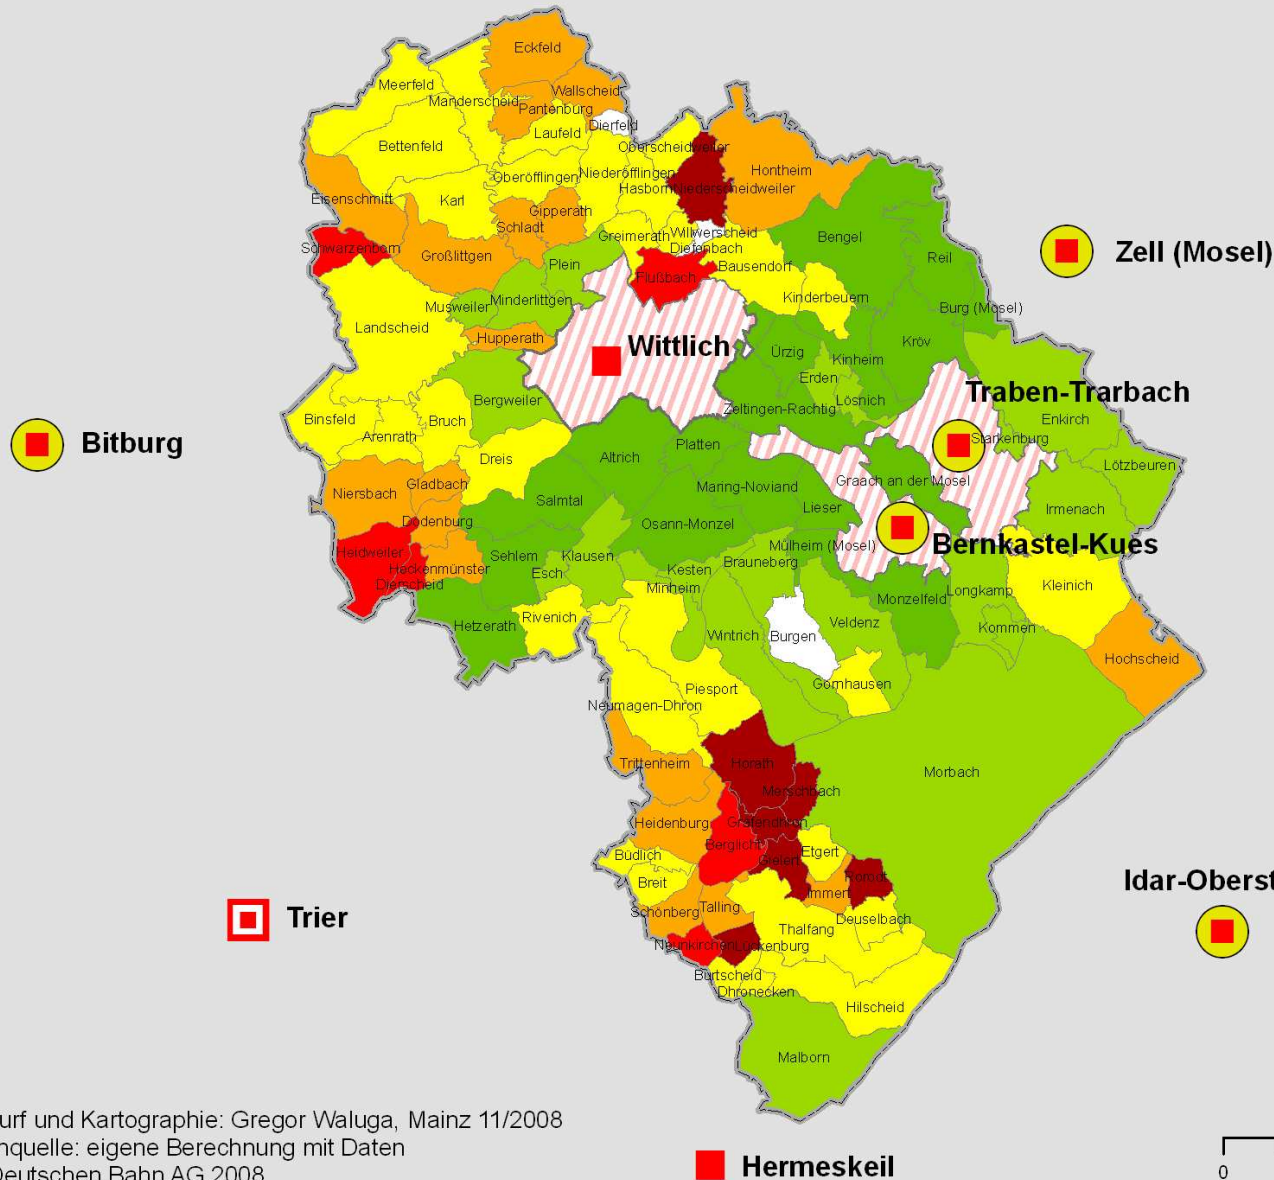 Eckfeld
Meerfeld
Wallscheid
Manderscheid
Pantenburg
Dierfeld
Laufeld
Bettenfeld
Oberscheidweiler
Hontheim
Niederöfflingen
Oberöfflingen
Hasborn
Niederscheidweiler
Eisenschmitt
Karl
Gipperath
Schladt
Willwerscheid
Greimerath
Bengel
Schwarzenborn
Diefenbach
Großlittgen
Reil
Zell (Mosel)
Plein
Bausendorf
Flußbach
Kinderbeuern
Minderlittgen
Musweiler
Burg (Mosel)
Landscheid
Hupperath
Kröv
Wittlich
Ürzig
Kinheim
Erden
Traben-Trarbach
Bergweiler
Lösnich
Zeltingen-Rachtig
Binsfeld
Bruch
Enkirch
Arenrath
Starkenburg
Bitburg
Platten
Altrich
Dreis
Lötzbeuren
Graach an der Mosel
Gladbach
Maring-Noviand
Niersbach
Salmtal
Lieser
Irmenach
Dodenburg
Osann-Monzel
Mülheim (Mosel)
Bernkastel-Kues
Heidweiler
Sehlem
Klausen
Brauneberg
Heckenmünster
Esch
Kesten
Dierscheid
Minheim
Kleinich
Longkamp
Monzelfeld
Rivenich
Hetzerath
Veldenz
Kommen
Wintrich
Burgen
Hochscheid
Gornhausen
Piesport
Neumagen-Dhron
Trittenheim
Horath
Morbach
Merschbach
Heidenburg
Gräfendhron
Berglicht
Etgert
Büdlich
Gielert
Breit
Rorodt
Immert
Idar-Oberst
Talling
Schönberg
Deuselbach
Trier
Thalfang
Neunkirchen
Lückenburg
Burtscheid
Dhronecken
Hilscheid
Malborn
urf und Kartographie: Gregor Waluga, Mainz 11/2008
nquelle: eigene Berechnung mit Daten
Deutschen Bahn AG 2008
Hermeskeil
0